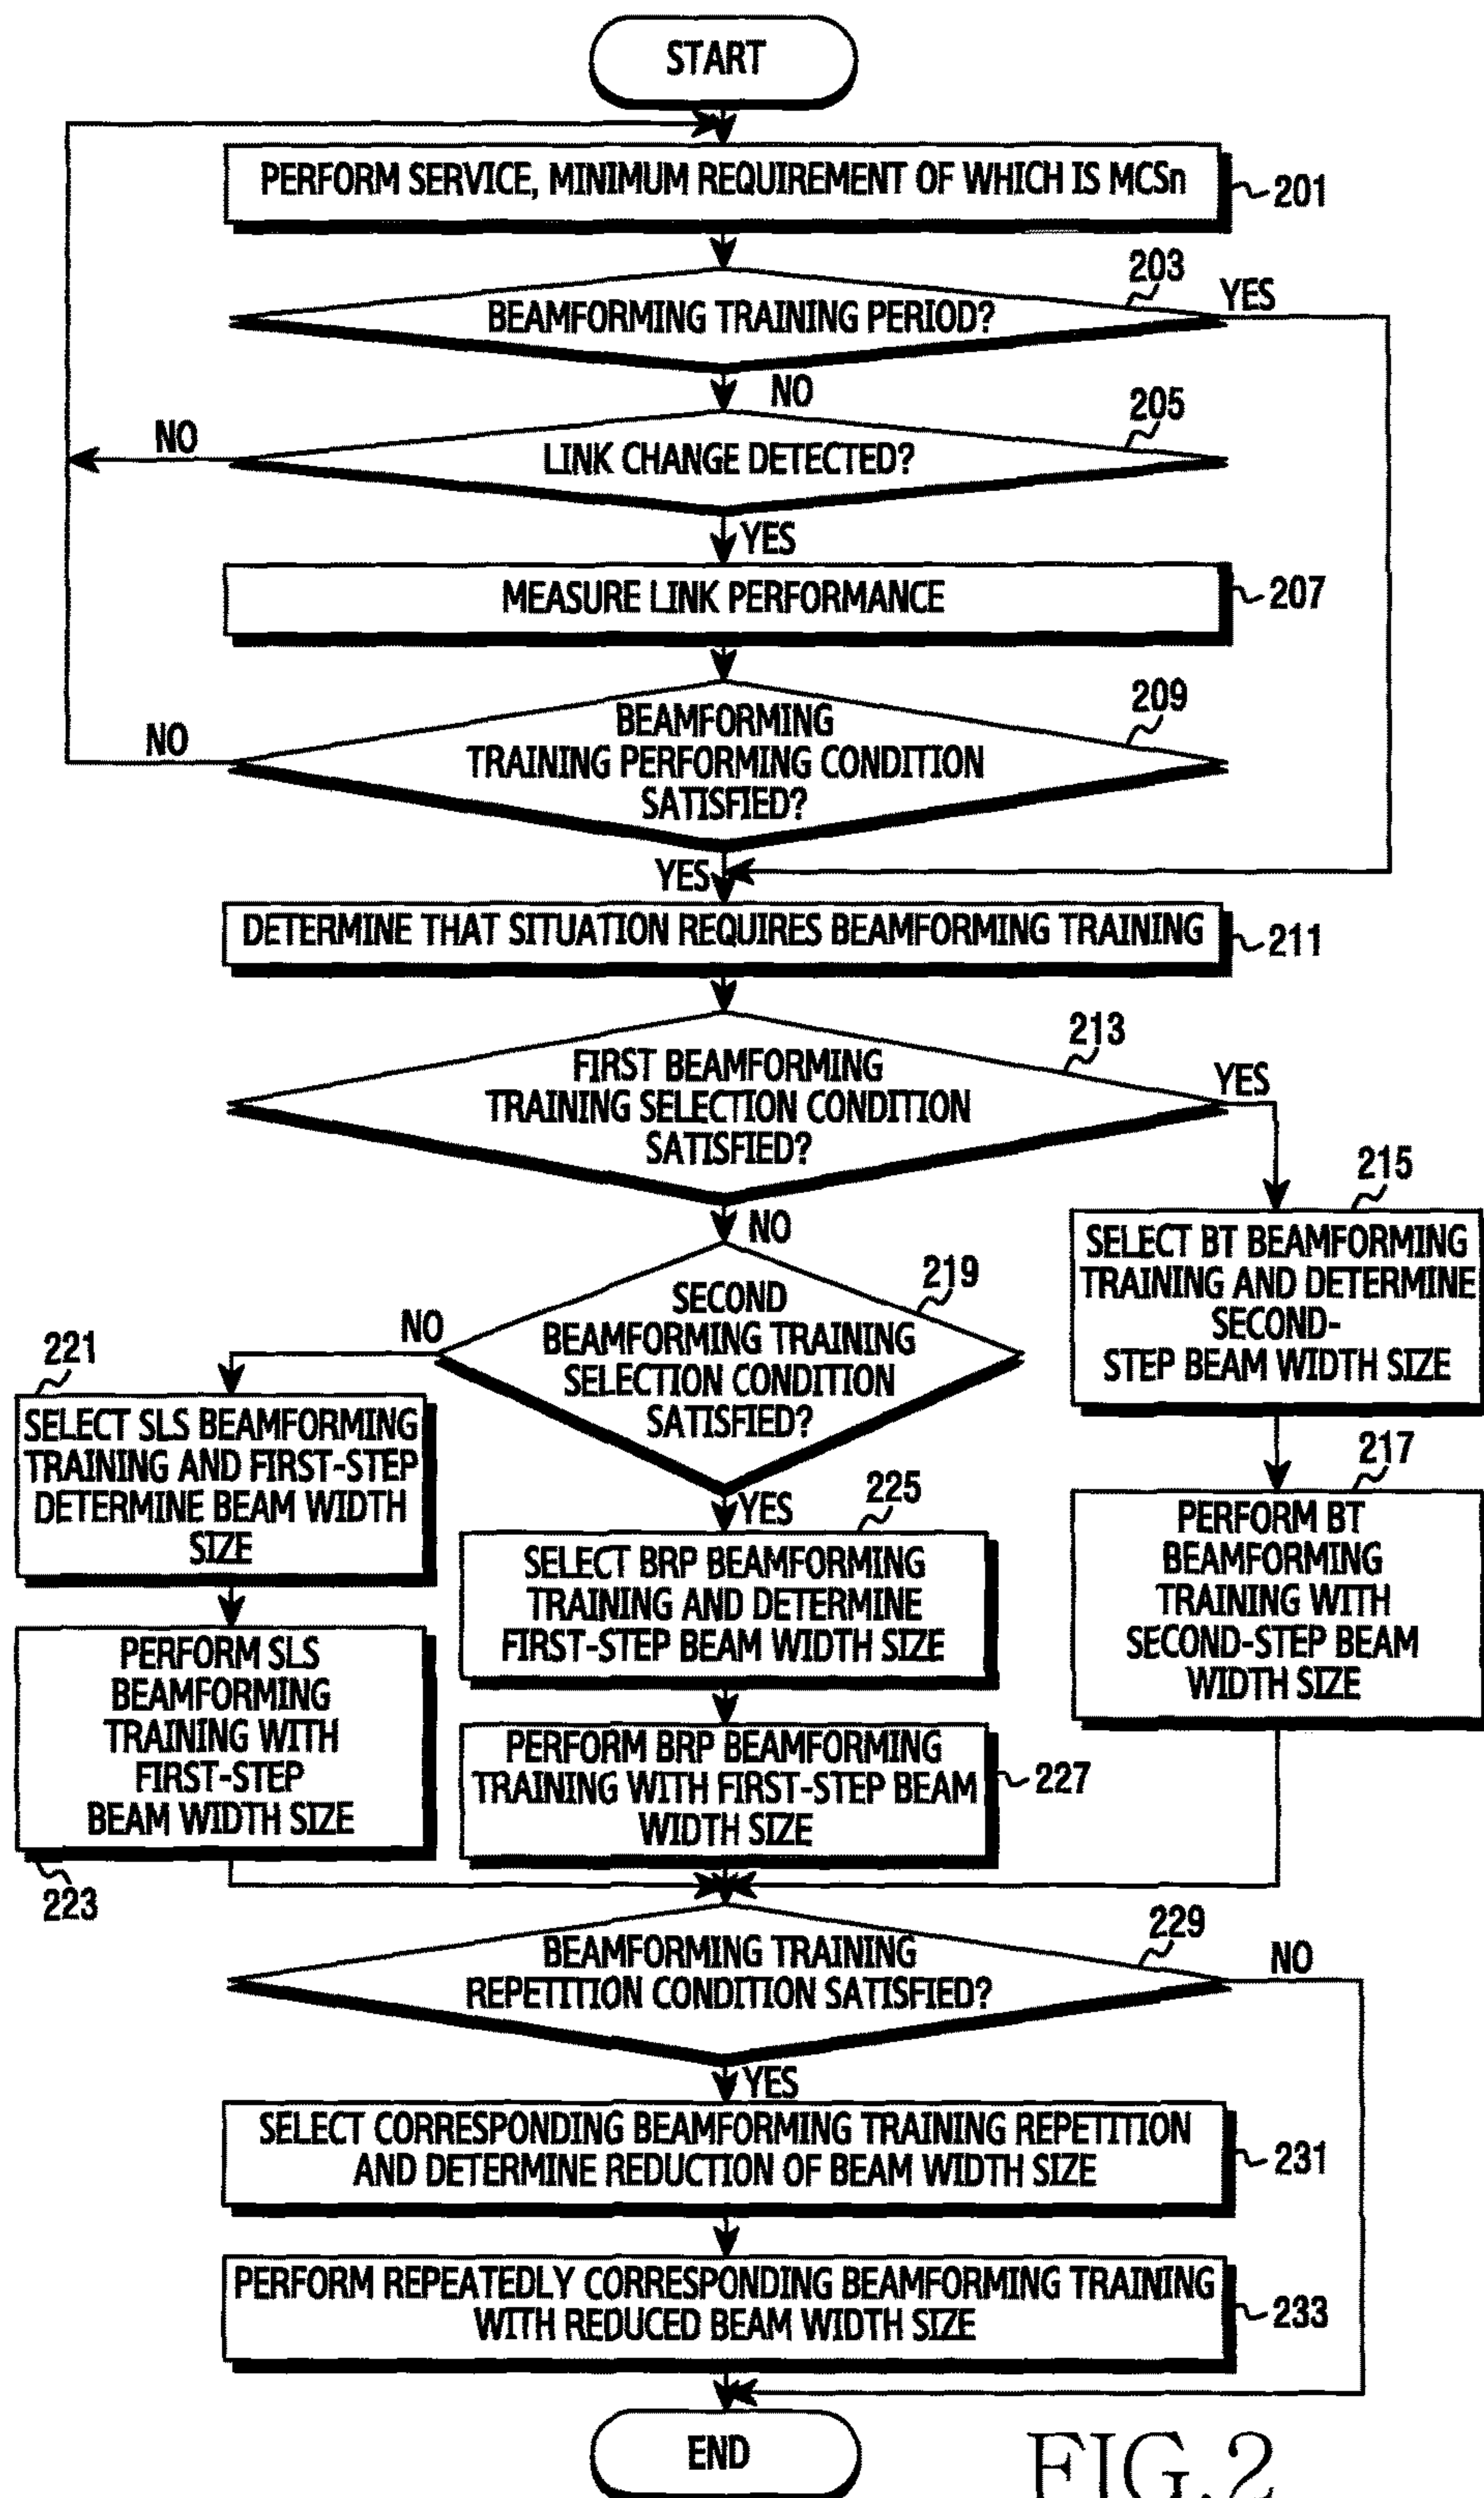 START
PERFORM SERVICE, MINIMUM REQUIREMENT OF WHICH IS MCSn
201
203
YES
BEAMFORMING TRAINING PERIOD?
NO
205
NO
LINK CHANGE DETECTED?
YES
MEASURE LINK PERFORMANCE
207
209
BEAMFORMING
TRAINING PERFORMING CONDITION
SATISFIED?
NO
YES
DETERMINE THAT SITUATION REQUIRES BEAMFORMING TRAINING
211
213
FIRST BEAMFORMING
TRAINING SELECTION CONDITION
SATISFIED?
YES
NO
215
SELECT BT BEAMFORMING
TRAINING AND DETERMINE
SECOND-
STEP BEAM WIDTH SIZE
219
SECOND
BEAMFORMING TRAINING
SELECTION CONDITION
SATISFIED?
NO
221
SELECT SLS BEAMFORMING
TRAINING AND FIRST-STEP
DETERMINE BEAM WIDTH
SIZE
YES
225
SELECT BRP BEAMFORMING
TRAINING AND DETERMINE
FIRST-STEP BEAM WIDTH SIZE
217
PERFORM BT
BEAMFORMING
TRAINING WITH
SECOND-STEP BEAM
WIDTH SIZE
PERFORM SLS
BEAMFORMING
TRAINING WITH
FIRST-STEP
BEAM WIDTH SIZE
223
PERFORM BRP BEAMFORMING
TRAINING WITH FIRST-STEP BEAM
WIDTH SIZE
227
229
BEAMFORMING TRAINING
REPETITION CONDITION SATISFIED?
NO
YES
SELECT CORRESPONDING BEAMFORMING TRAINING REPETITION
AND DETERMINE REDUCTION OF BEAM WIDTH SIZE
231
PERFORM REPEATEDLY CORRESPONDING BEAMFORMING TRAINING
WITH REDUCED BEAM WIDTH SIZE
233
END
FIG.2